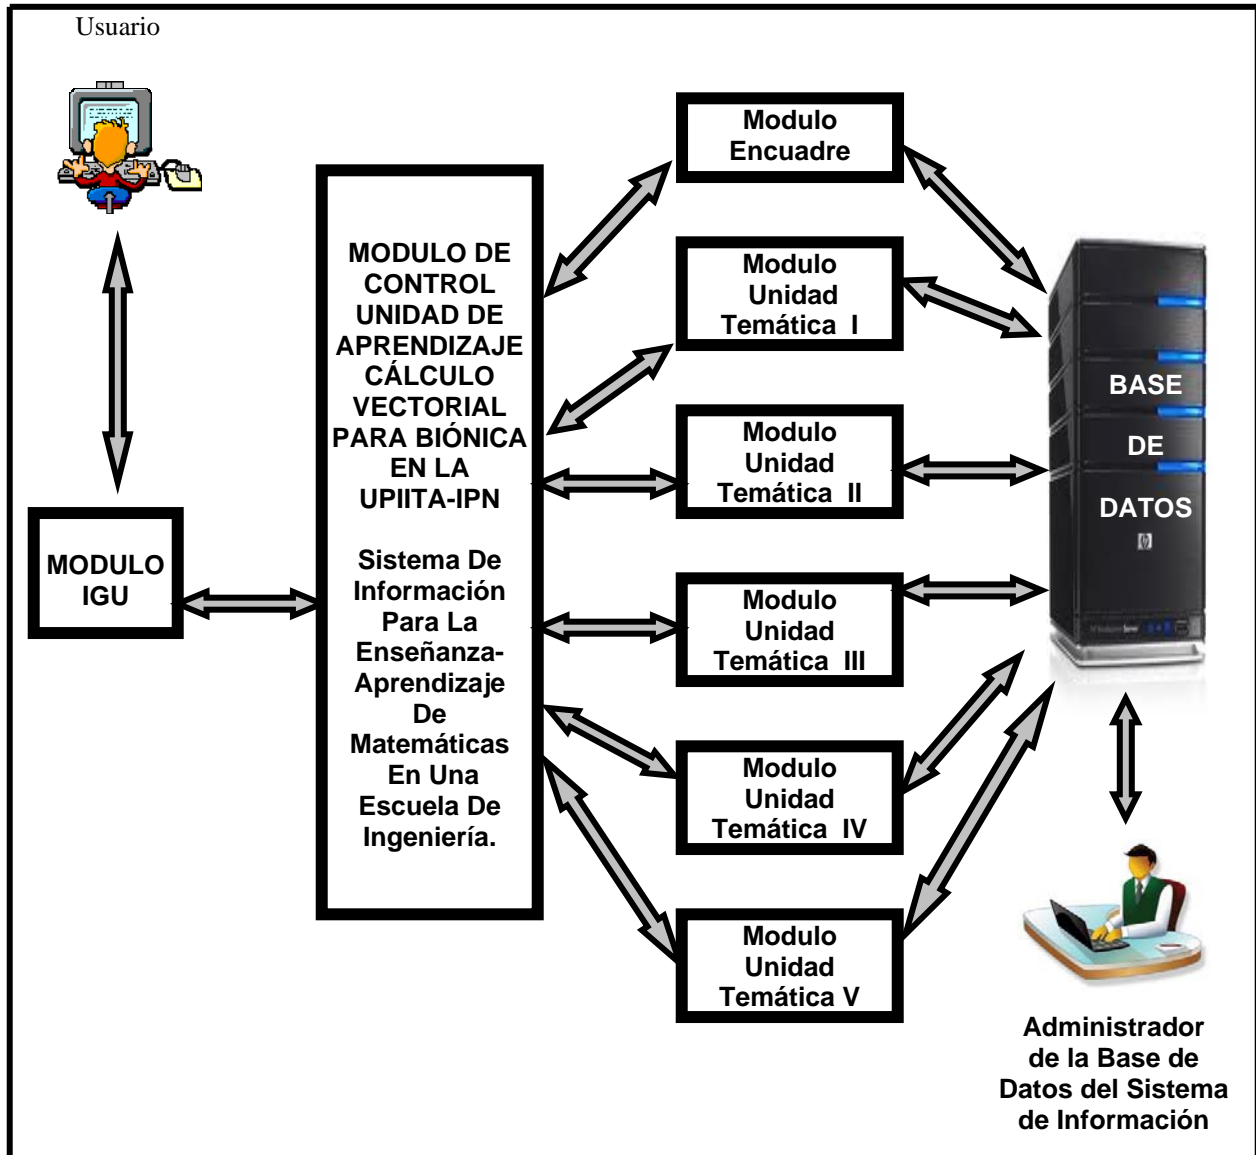 Usuario
MODULO
IGU
MODULO DE
CONTROL
UNIDAD DE
APRENDIZAJE
CÁLCULO
VECTORIAL
PARA BIÓNICA
EN LA
UPIITA-IPN
Sistema De
Información
Para La
Enseñanza-
Aprendizaje
De
Matemáticas
En Una
Escuela De
Ingeniería.
Modulo
Encuadre
Modulo
Unidad
Temática I
Modulo
Unidad
Temática II
Modulo
Unidad
Temática III
Modulo
Unidad
Temática IV
Modulo
Unidad
Temática V
BASE
DE
DATOS
Administrador
de la Base de
Datos del Sistema
de Información